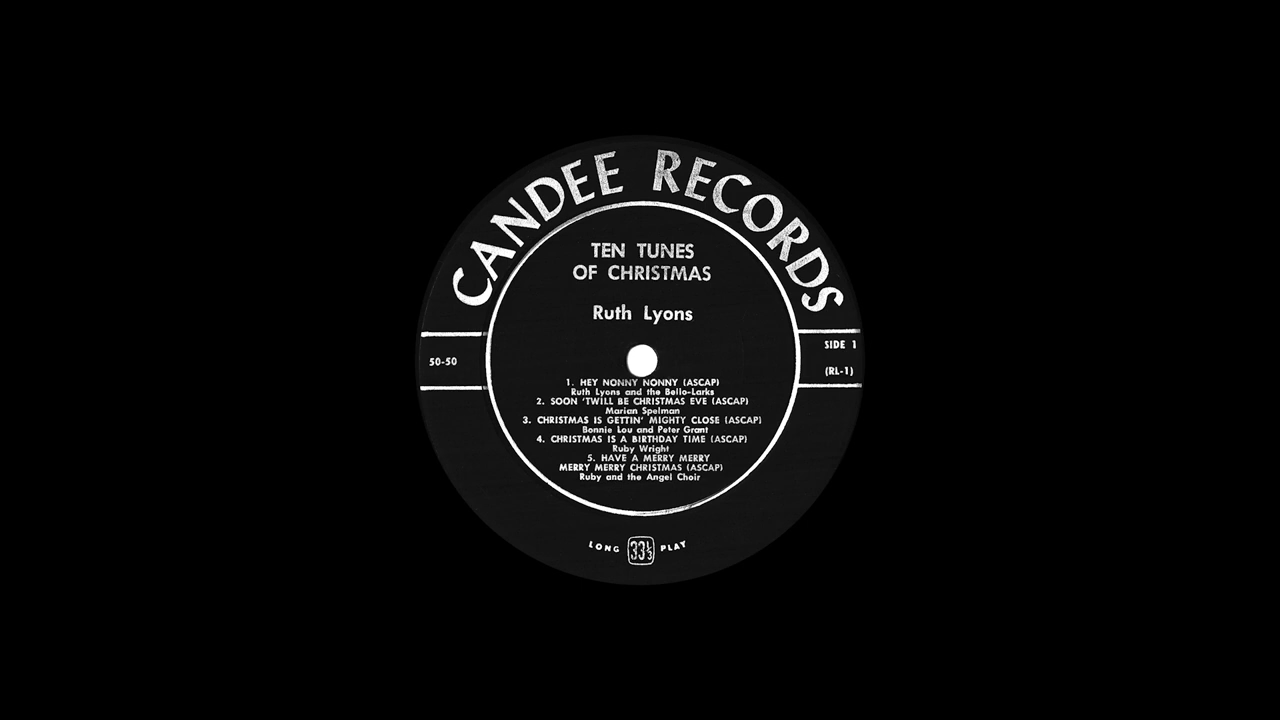 CANDEE RECORDS
TEN TUNES
OF CHRISTMAS
Ruth Lyons
50-50
SIDE 1
(RL-1)
1. HEY NONNY NONNY (ASCAP)
Ruth Lyons and the Bello-Larks
2. SOON 'TWILL BE CHRISTMAS EVE (ASCAP)
Marian Spelman
3. CHRISTMAS IS GETTIN' MIGHTY CLOSE (ASCAP)
Bonnie Lou and Peter Grant
4. CHRISTMAS IS A BIRTHDAY TIME (ASCAP)
Ruby Wright
5. HAVE A MERRY MERRY
MERRY MERRY CHRISTMAS (ASCAP)
Ruby and the Angel Choir
LONG 33⅓ PLAY